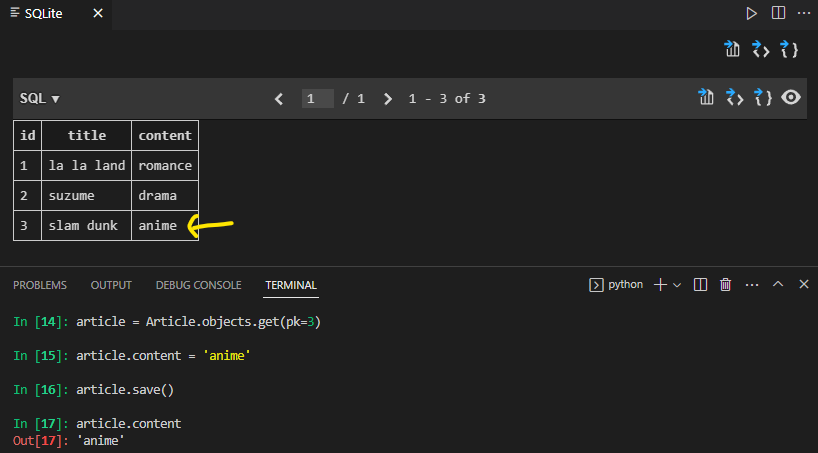 SQLite
SQL ▼ 1 / 1 1 - 3 of 3
id title content
1 la la land romance
2 suzume drama
3 slam dunk anime
PROBLEMS OUTPUT DEBUG CONSOLE TERMINAL python
In [14]: article = Article.objects.get(pk=3)
In [15]: article.content = 'anime'
In [16]: article.save()
In [17]: article.content
Out[17]: 'anime'